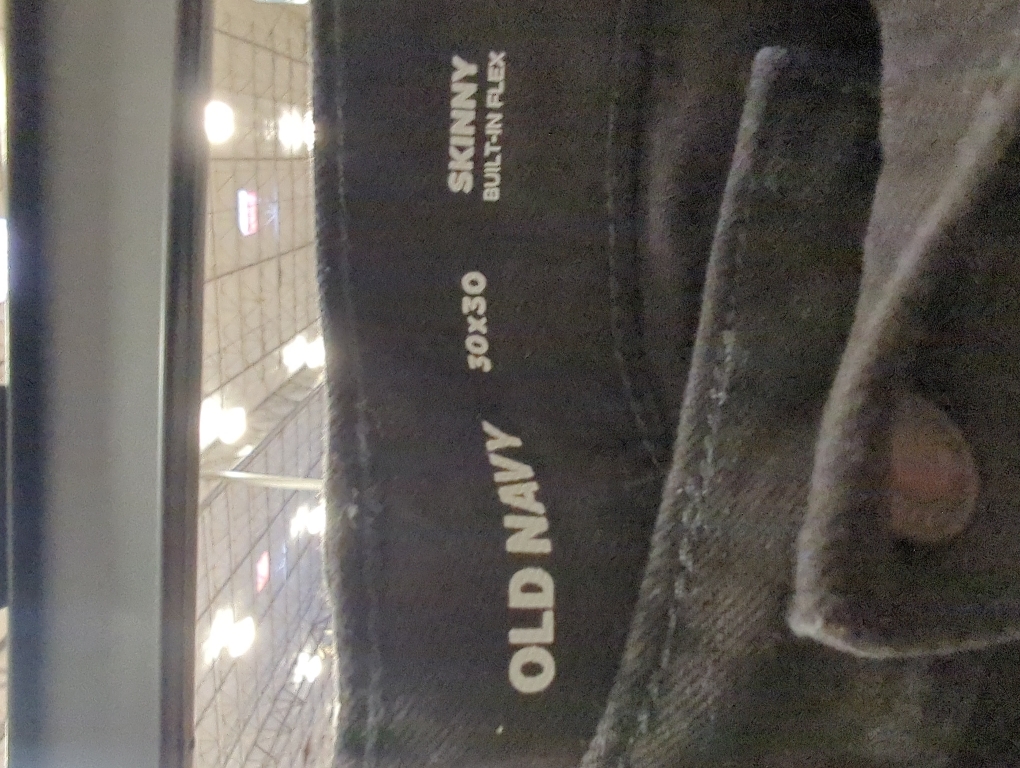 OLD NAVY
30x30
SKINNY
BUILT-IN FLEX